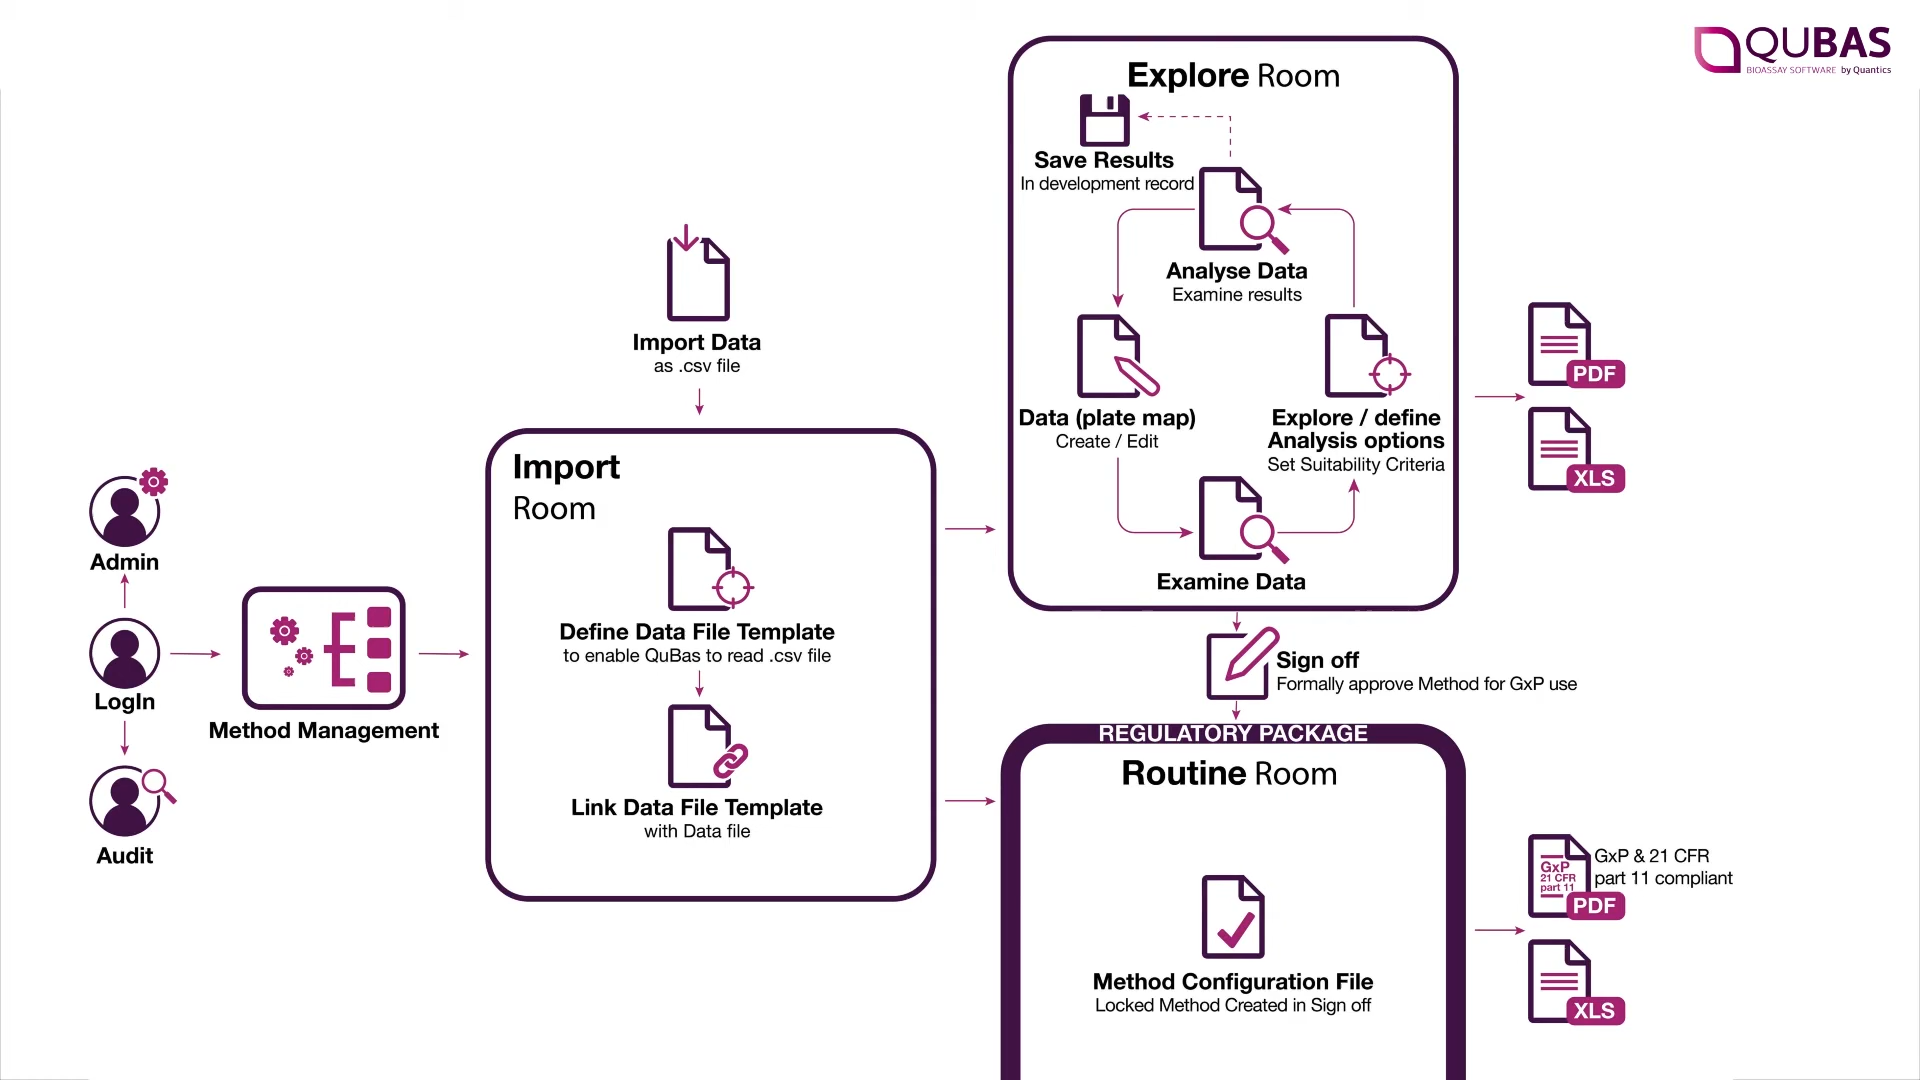 QUBAS
BIOASSAY SOFTWARE by Quantics
Explore Room
Save Results
In development record
Analyse Data
Examine results
Data (plate map)
Create / Edit
Explore / define
Analysis options
Set Suitability Criteria
Examine Data
PDF
XLS
Import Data
as .csv file
Import
Room
Define Data File Template
to enable QuBas to read .csv file
Link Data File Template
with Data file
Admin
LogIn
Audit
Method Management
Sign off
Formally approve Method for GxP use
REGULATORY PACKAGE
Routine Room
Method Configuration File
Locked Method Created in Sign off
GxP
21 CFR
part 11
PDF
GxP & 21 CFR
part 11 compliant
XLS